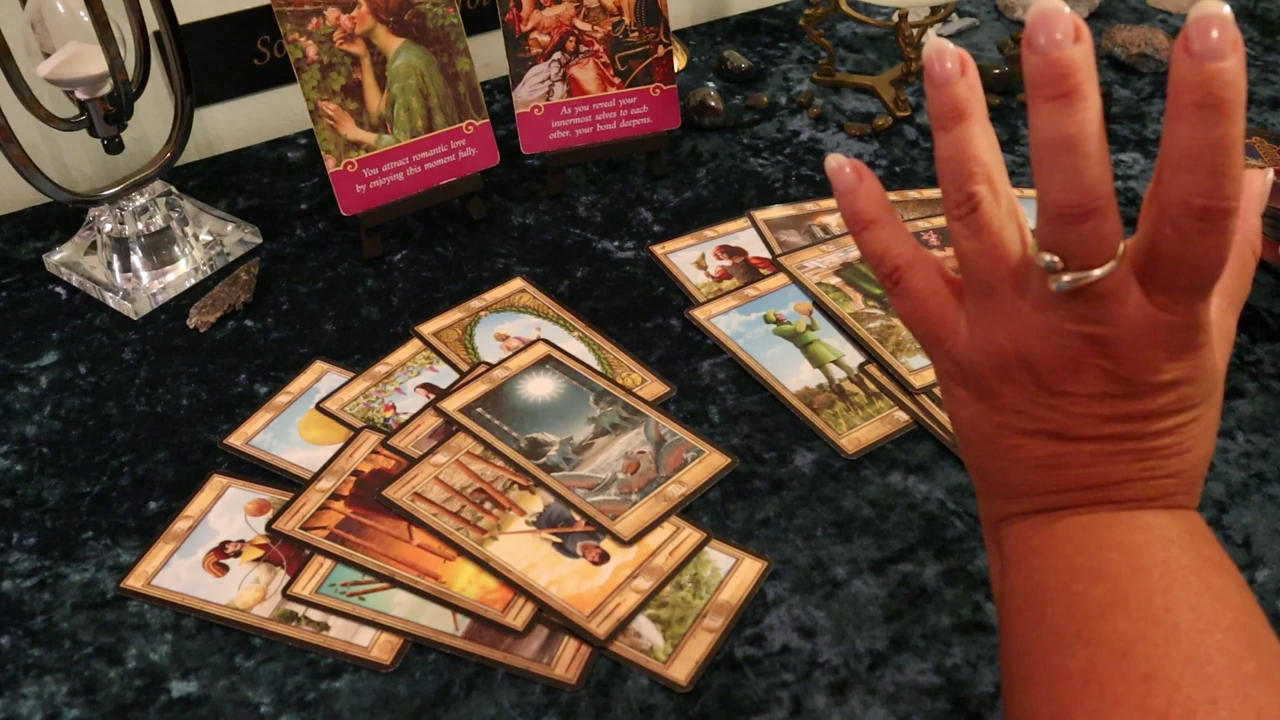 So
You attract romantic love
by enjoying this moment fully.
As you reveal your
innermost selves to each
other, your bond deepens.